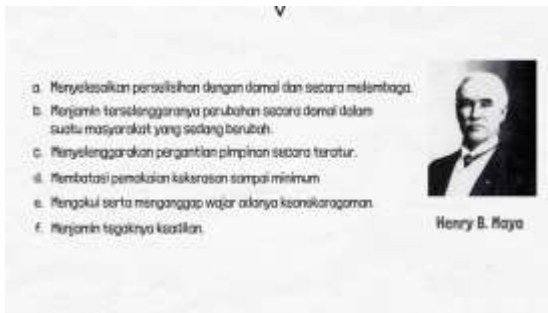 a. Menyelesaikan perselisihan dengan damai dan secara melembaga.
b. Menjamin terselenggaranya perubahan secara damai dalam
suatu masyarakat yang sedang berubah.
c. Menyelenggarakan pergantian pimpinan secara teratur.
d. Membatasi pemakaian kekerasan sampai minimum
e. Mengakui serta menganggap wajar adanya keanekaragaman.
f. Menjamin tegaknya keadilan.
Henry B. Mayo